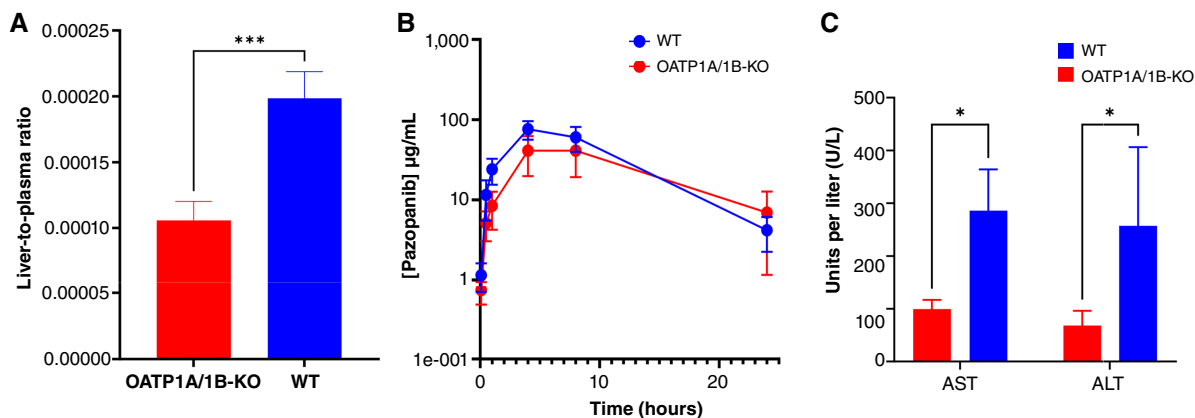 A
Liver-to-plasma ratio
0.00025
0.00020
0.00015
0.00010
0.00005
0.00000
***
OATP1A/1B-KO
WT
B
[Pazopanib] µg/mL
1,000
100
10
1
1e-001
WT
OATP1A/1B-KO
0
10
20
Time (hours)
C
WT
OATP1A/1B-KO
Units per liter (U/L)
500
400
300
200
100
0
*
*
AST
ALT